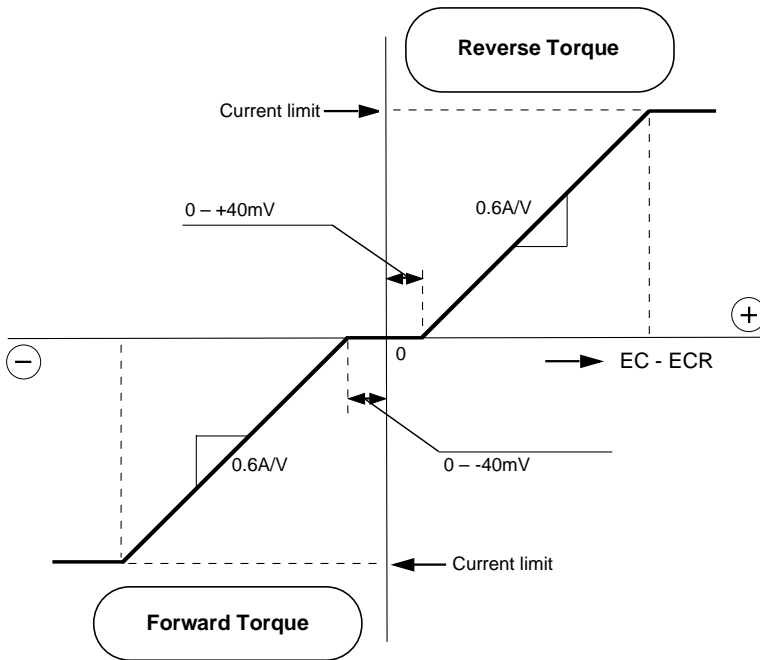 Reverse Torque
Current limit
0 – +40mV
0.6A/V
+
0
−
EC - ECR
0.6A/V
0 – -40mV
Current limit
Forward Torque